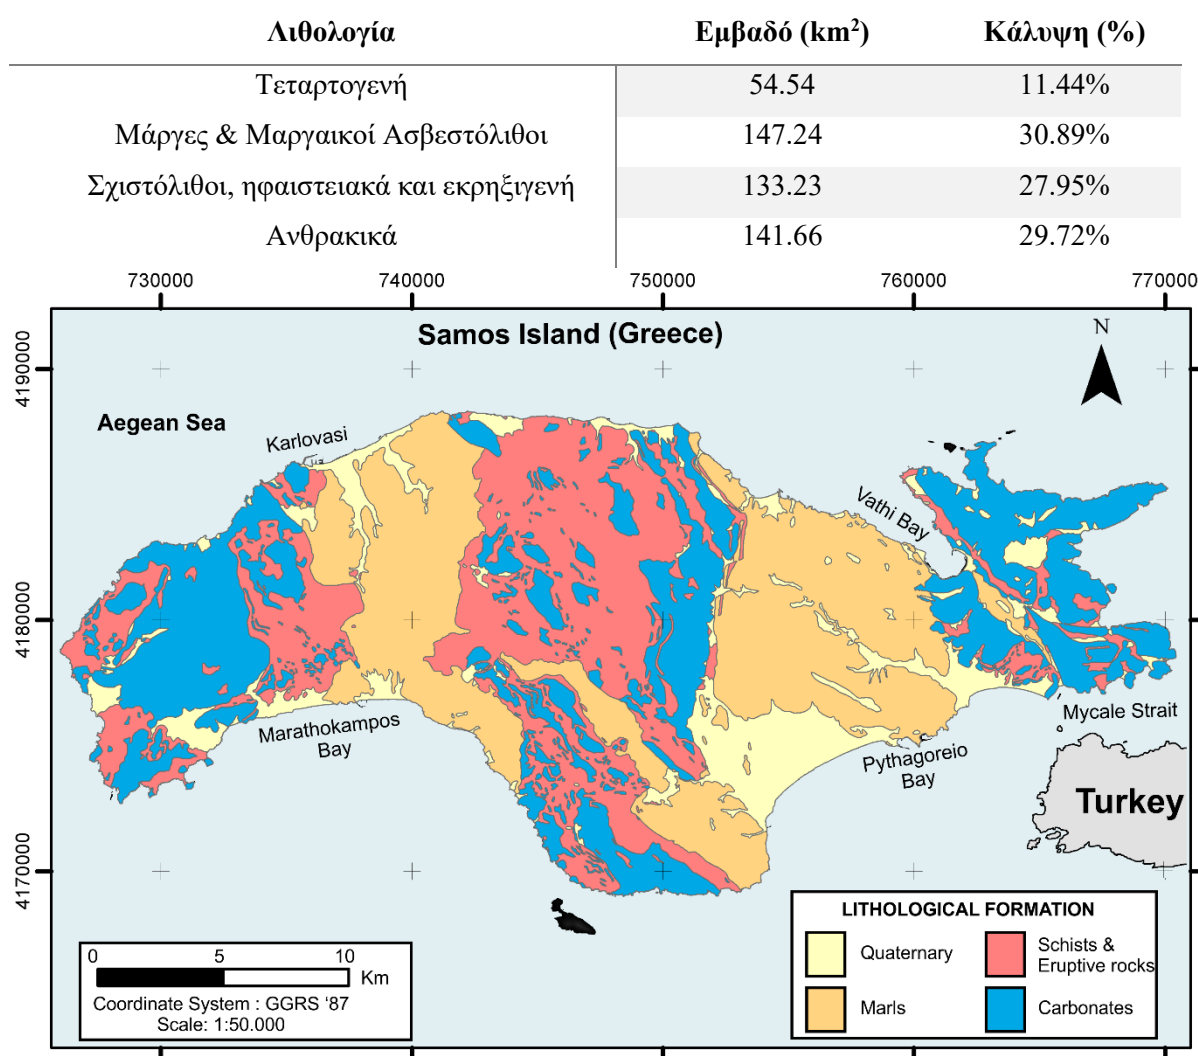 Λιθολογία Εμβαδό (km²) Κάλυψη (%)
Τεταρτογενή 54.54 11.44%
Μάργες & Μαργαικοί Ασβεστόλιθοι 147.24 30.89%
Σχιστόλιθοι, ηφαιστειακά και εκρηξιγενή 133.23 27.95%
Ανθρακικά 141.66 29.72%
730000 740000 750000 760000 770000
Samos Island (Greece)
N
4190000
Aegean Sea
Karlovasi
Vathi Bay
4180000
Mycale Strait
Marathokampos
Bay
Pythagoreio
Bay
Turkey
4170000
LITHOLOGICAL FORMATION
Quaternary
Schists &
Eruptive rocks
Marls
Carbonates
0 5 10
Km
Coordinate System : GGRS ‘87
Scale: 1:50.000